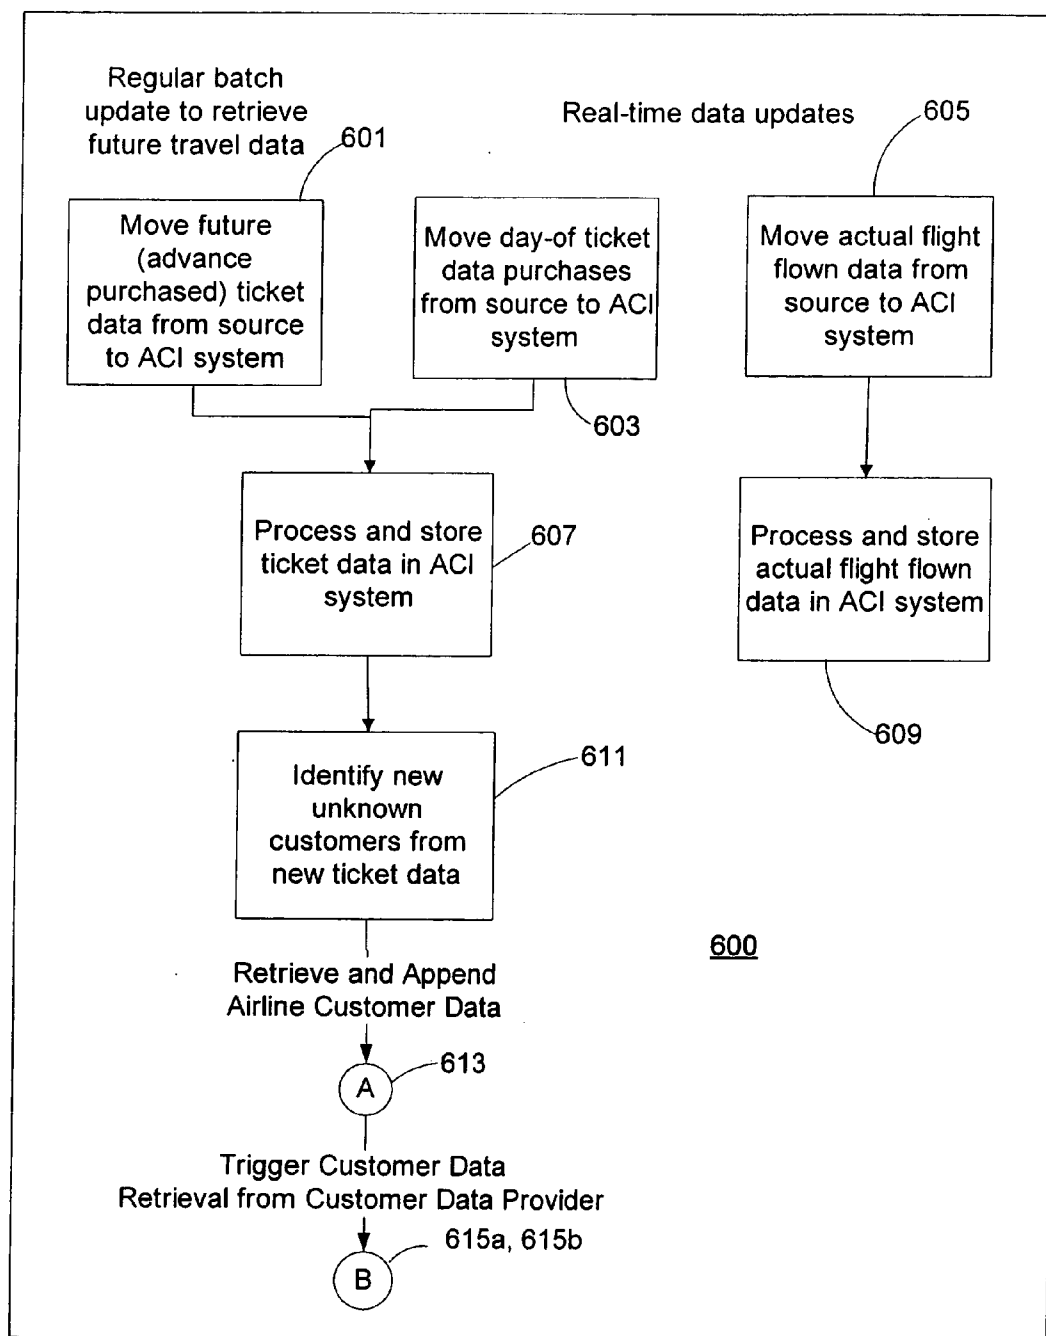 Regular batch
update to retrieve
future travel data
601
Real-time data updates
605
Move future
(advance
purchased) ticket
data from source
to ACI system
Move day-of ticket
data purchases
from source to ACI
system
603
Move actual flight
flown data from
source to ACI
system
Process and store
ticket data in ACI
system
607
Process and store
actual flight flown
data in ACI system
609
Identify new
unknown
customers from
new ticket data
611
600
Retrieve and Append
Airline Customer Data
A
613
Trigger Customer Data
Retrieval from Customer Data Provider
615a, 615b
B